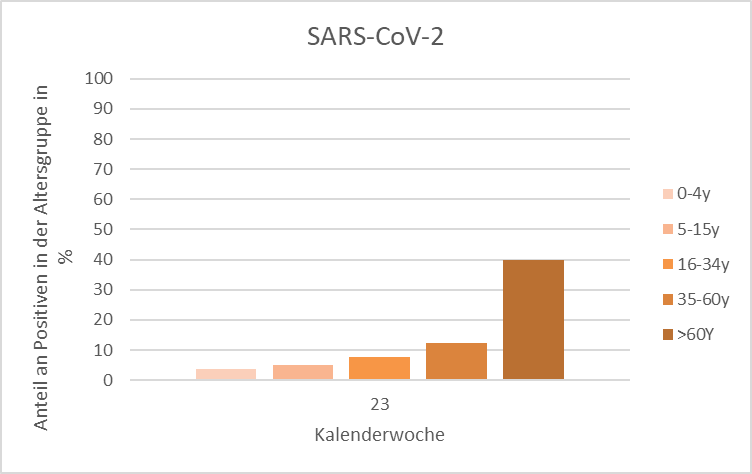 SARS-CoV-2
Anteil an Positiven in der Altersgruppe in
%
100
90
80
70
60
50
40
30
20
10
0
23
Kalenderwoche
0-4y
5-15y
16-34y
35-60y
>60Y